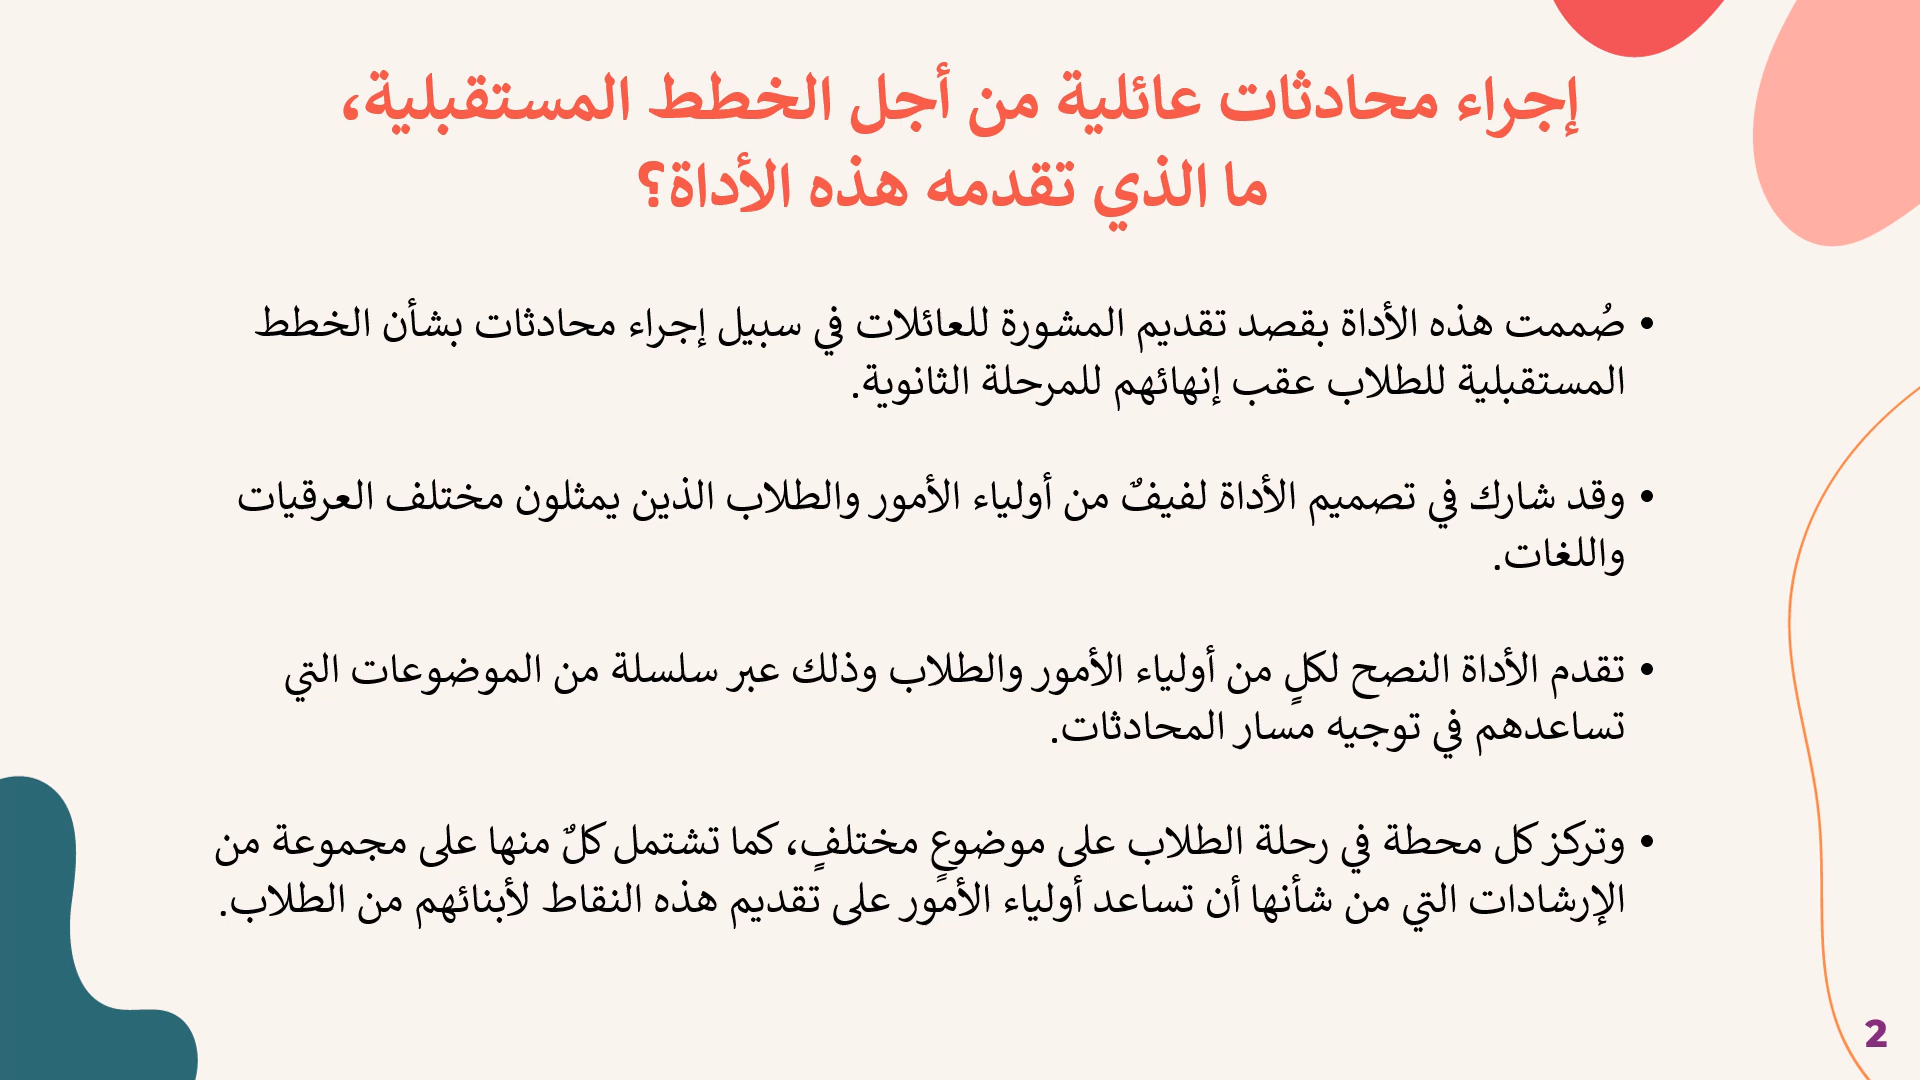 إجراء محادثات عائلية من أجل الخطط المستقبلية،
ما الذي تقدمه هذه الأداة؟
• صُممت هذه الأداة بقصد تقديم المشورة للعائلات في سبيل إجراء محادثات بشأن الخطط
المستقبلية للطلاب عقب إنهائهم للمرحلة الثانوية.
• وقد شارك في تصميم الأداة لفيفٌ من أولياء الأمور والطلاب الذين يمثلون مختلف العرقيات
واللغات.
• تقدم الأداة النصح لكلٍ من أولياء الأمور والطلاب وذلك عبر سلسلة من الموضوعات التي
تساعدهم في توجيه مسار المحادثات.
• وتركز كل محطة في رحلة الطلاب على موضوعٍ مختلفٍ، كما تشتمل كلٌ منها على مجموعة من
الإرشادات التي من شأنها أن تساعد أولياء الأمور على تقديم هذه النقاط لأبنائهم من الطلاب.
2